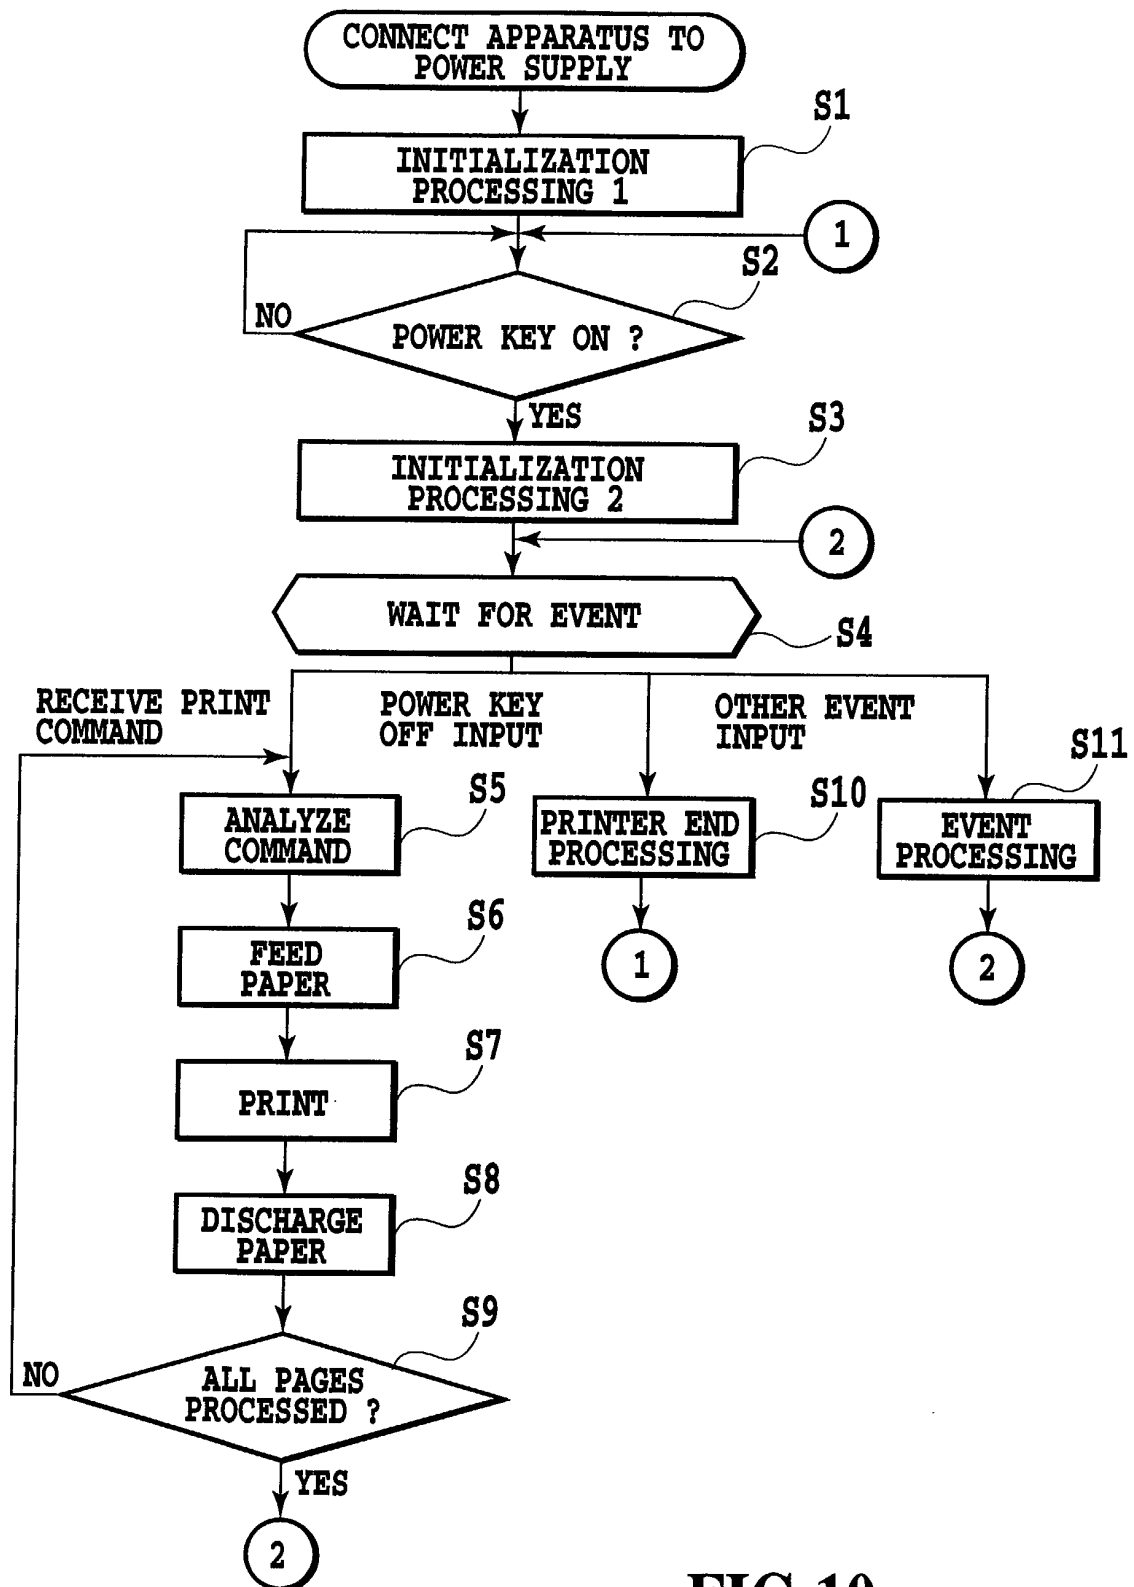 CONNECT APPARATUS TO
POWER SUPPLY
S1
INITIALIZATION
PROCESSING 1
1
S2
NO
POWER KEY ON ?
YES
S3
INITIALIZATION
PROCESSING 2
2
WAIT FOR EVENT
S4
RECEIVE PRINT
COMMAND
POWER KEY
OFF INPUT
OTHER EVENT
INPUT
S5
ANALYZE
COMMAND
S10
PRINTER END
PROCESSING
S11
EVENT
PROCESSING
S6
FEED
PAPER
1
2
S7
PRINT
S8
DISCHARGE
PAPER
S9
NO
ALL PAGES
PROCESSED ?
YES
2
FIG.10